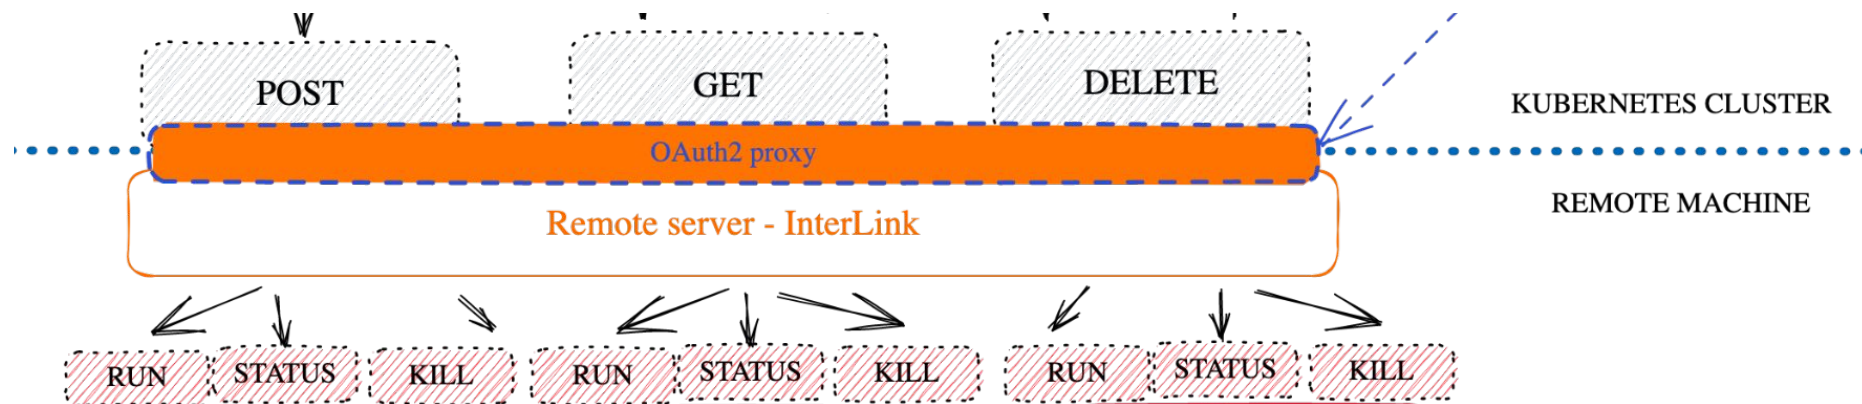 POST
GET
DELETE
KUBERNETES CLUSTER
OAuth2 proxy
REMOTE MACHINE
Remote server - InterLink
RUN
STATUS
KILL
RUN
STATUS
KILL
RUN
STATUS
KILL